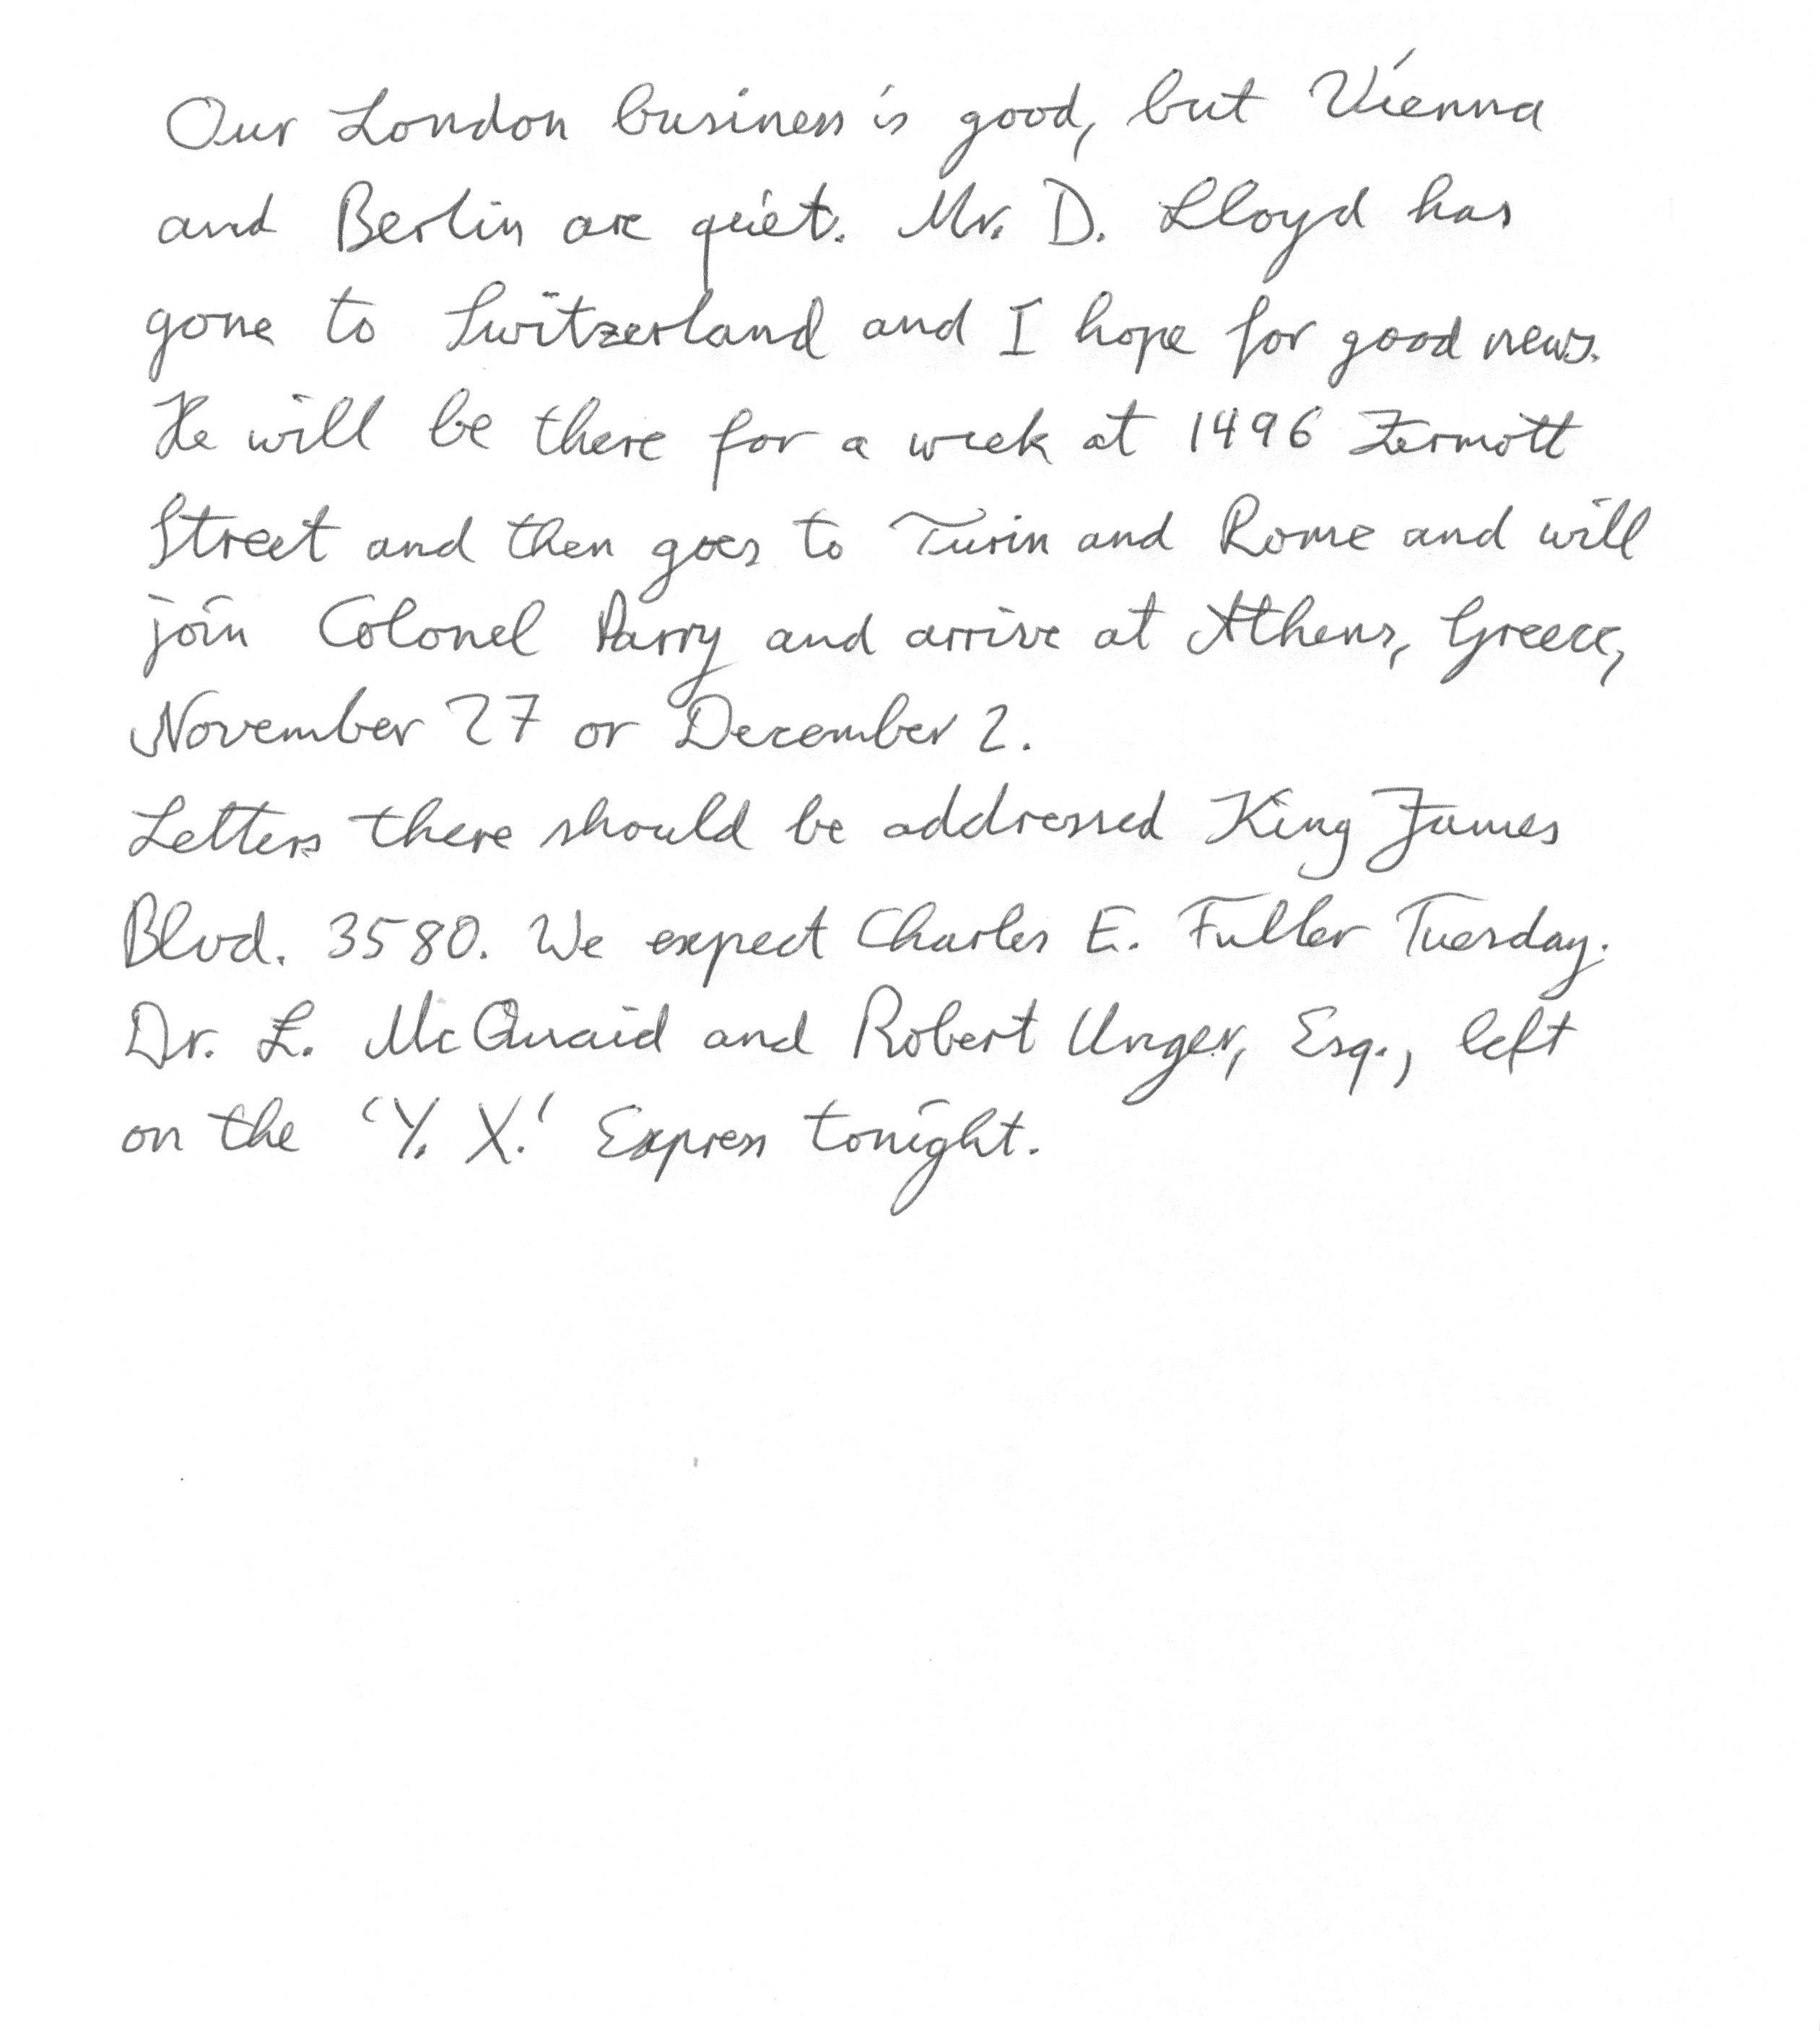 Our London business is good, but Vienna
and Berlin are quiet. Mr. D. Lloyd has
gone to Switzerland and I hope for good news.
He will be there for a week at 1496 Zermott
Street and then goes to Turin and Rome and will
join Colonel Parry and arrive at Athens, Greece,
November 27 or December 2.
Letters there should be addressed King James
Blvd. 3580. We expect Charles E. Fuller Tuesday.
Dr. L. McQuaid and Robert Unger, Esq., left
on the 'Y. X.' Express tonight.